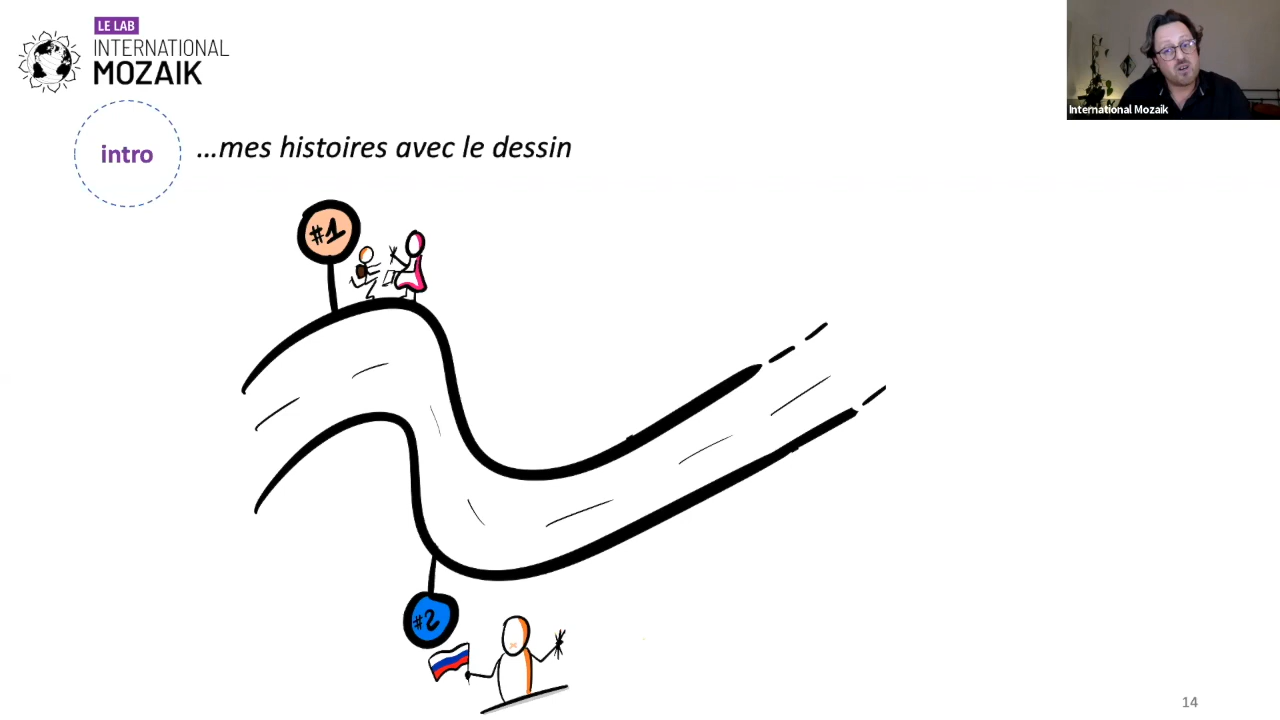 LE LAB
INTERNATIONAL
MOZAIK
International Mozaik
intro
...mes histoires avec le dessin
#1
#2
14